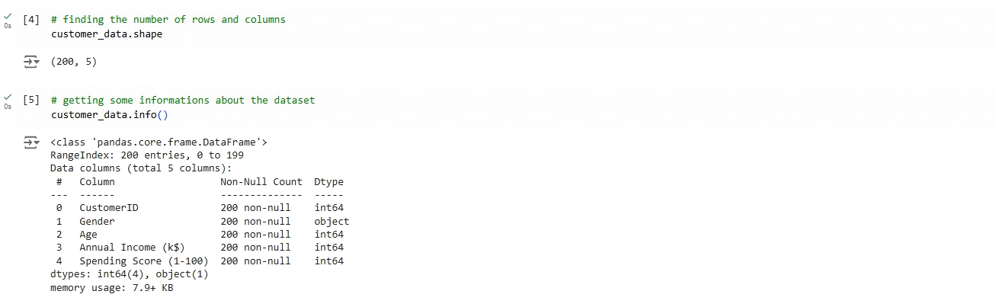 [4] # finding the number of rows and columns
customer_data.shape
0s
(200, 5)
[5] # getting some informations about the dataset
customer_data.info()
0s
<class 'pandas.core.frame.DataFrame'>
RangeIndex: 200 entries, 0 to 199
Data columns (total 5 columns):
 #   Column                  Non-Null Count  Dtype
---  ------                  --------------  -----
 0   CustomerID              200 non-null    int64
 1   Gender                  200 non-null    object
 2   Age                     200 non-null    int64
 3   Annual Income (k$)      200 non-null    int64
 4   Spending Score (1-100)  200 non-null    int64
dtypes: int64(4), object(1)
memory usage: 7.9+ KB